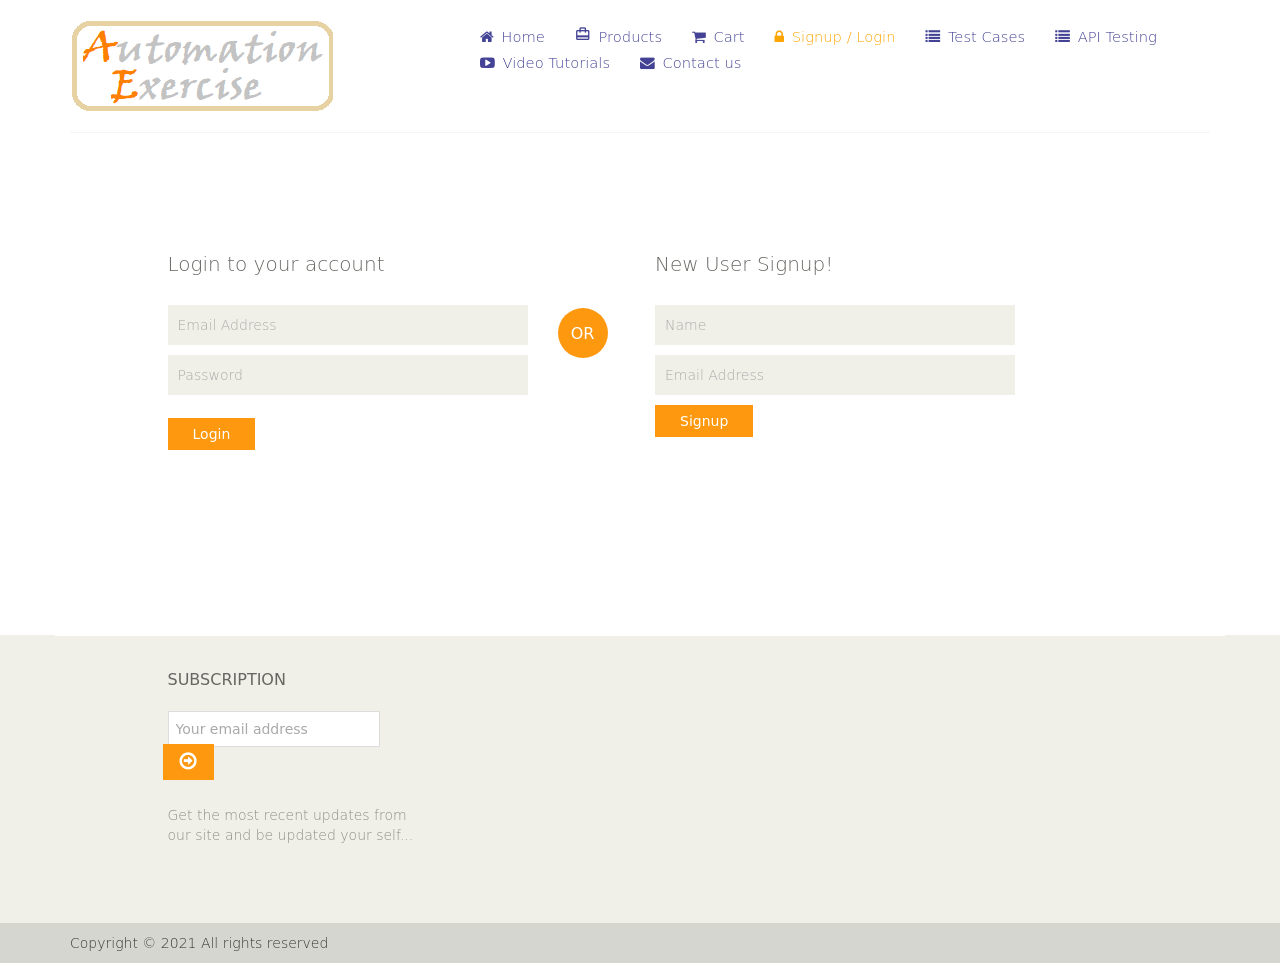 Automation
Exercise
Home Products Cart Signup / Login Test Cases API Testing
Video Tutorials Contact us
Login to your account
Email Address
Password
Login
OR
New User Signup!
Name
Email Address
Signup
SUBSCRIPTION
Your email address
Get the most recent updates from
our site and be updated your self...
Copyright © 2021 All rights reserved